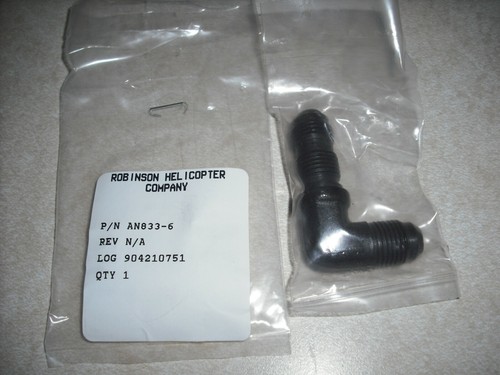 ROBINSON HELICOPTER
COMPANY
P/N AN833-6
REV N/A
LOG 904210751
QTY 1